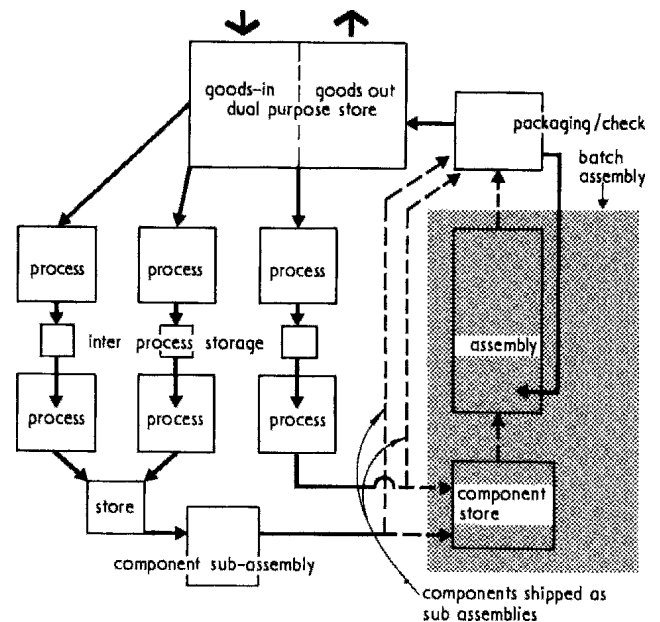 goods-in
goods out
dual purpose store
packaging/check
batch
assembly
process
process
process
inter process storage
assembly
process
process
process
component
store
store
component sub-assembly
components shipped as
sub assemblies